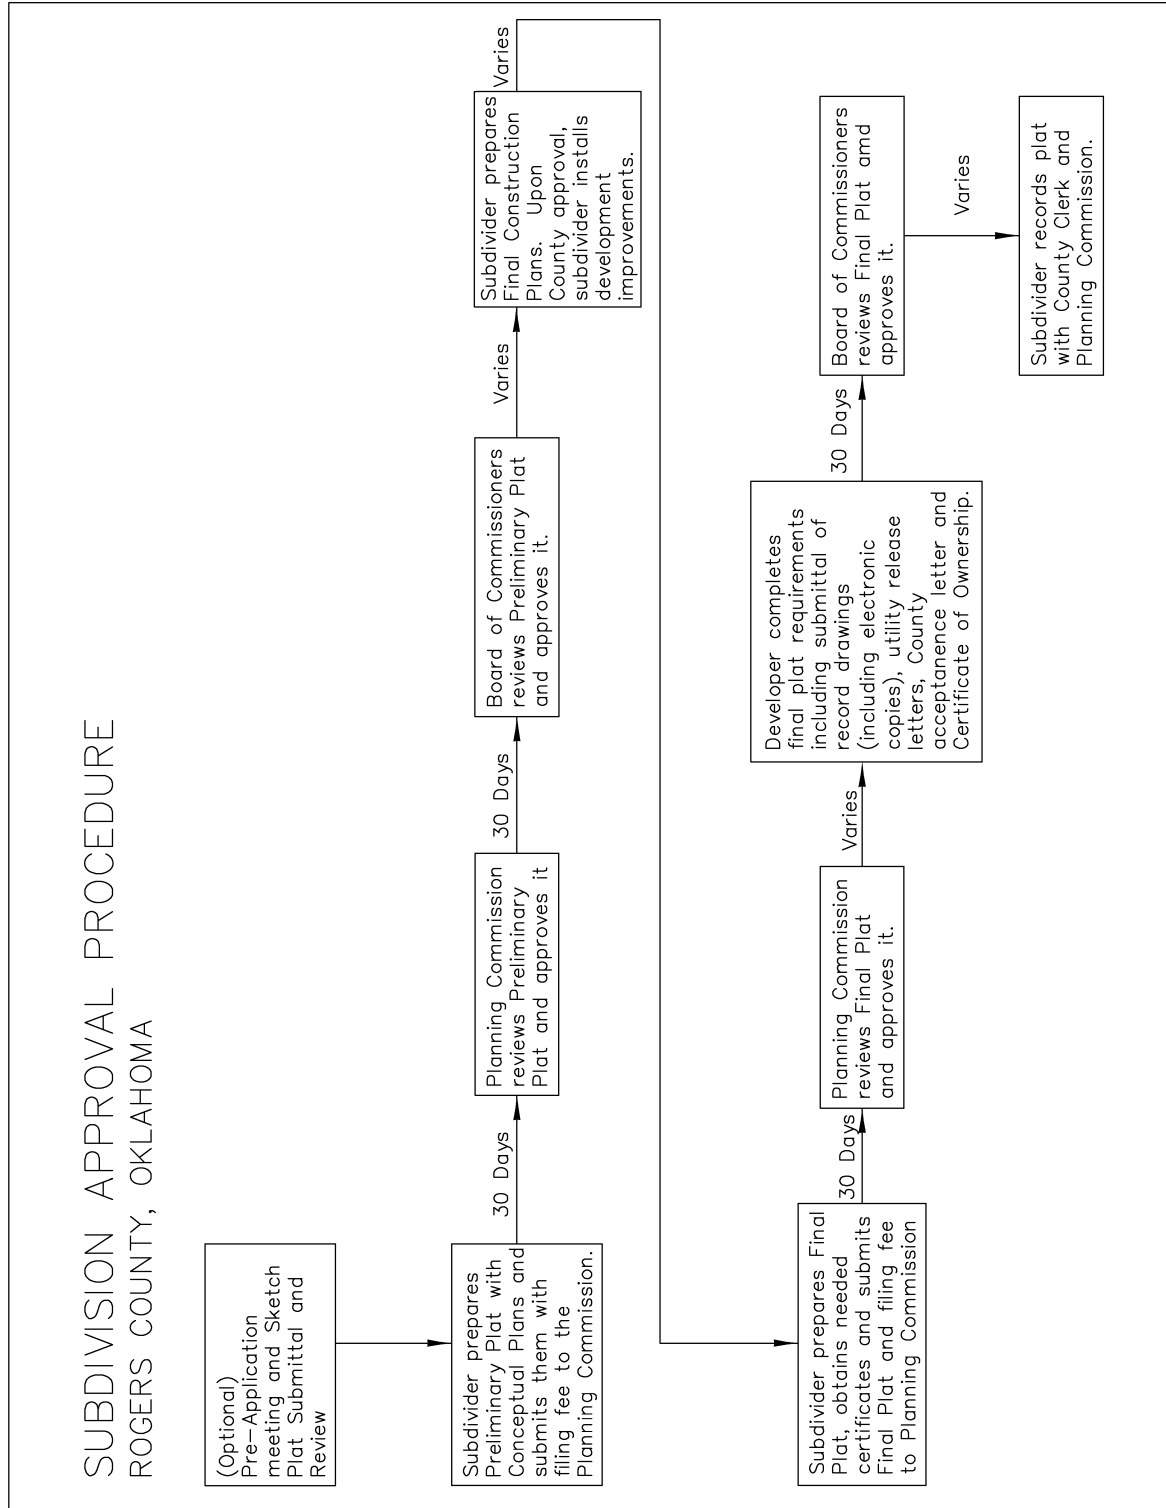 SUBDIVISION APPROVAL PROCEDURE
ROGERS COUNTY, OKLAHOMA
(Optional)
Pre-Application
meeting and Sketch
Plat Submittal and
Review
Subdivider prepares
Preliminary Plat with
Conceptual Plans and
submits them with
filing fee to the
Planning Commission.
30 Days
Planning Commission
reviews Preliminary
Plat and approves it
30 Days
Board of Commissioners
reviews Preliminary Plat
and approves it.
Varies
Subdivider prepares
Final Construction
Plans. Upon
County approval,
subdivider installs
development
improvements.
Varies
Subdivider prepares Final
Plat, obtains needed
certificates and submits
Final Plat and filing fee
to Planning Commission
30 Days
Planning Commission
reviews Final Plat
and approves it.
Varies
Developer completes
final plat requirements
including submittal of
record drawings
(including electronic
copies), utility release
letters, County
acceptanence letter and
Certificate of Ownership.
30 Days
Board of Commissioners
reviews Final Plat amd
approves it.
Varies
Subdivider records plat
with County Clerk and
Planning Commission.